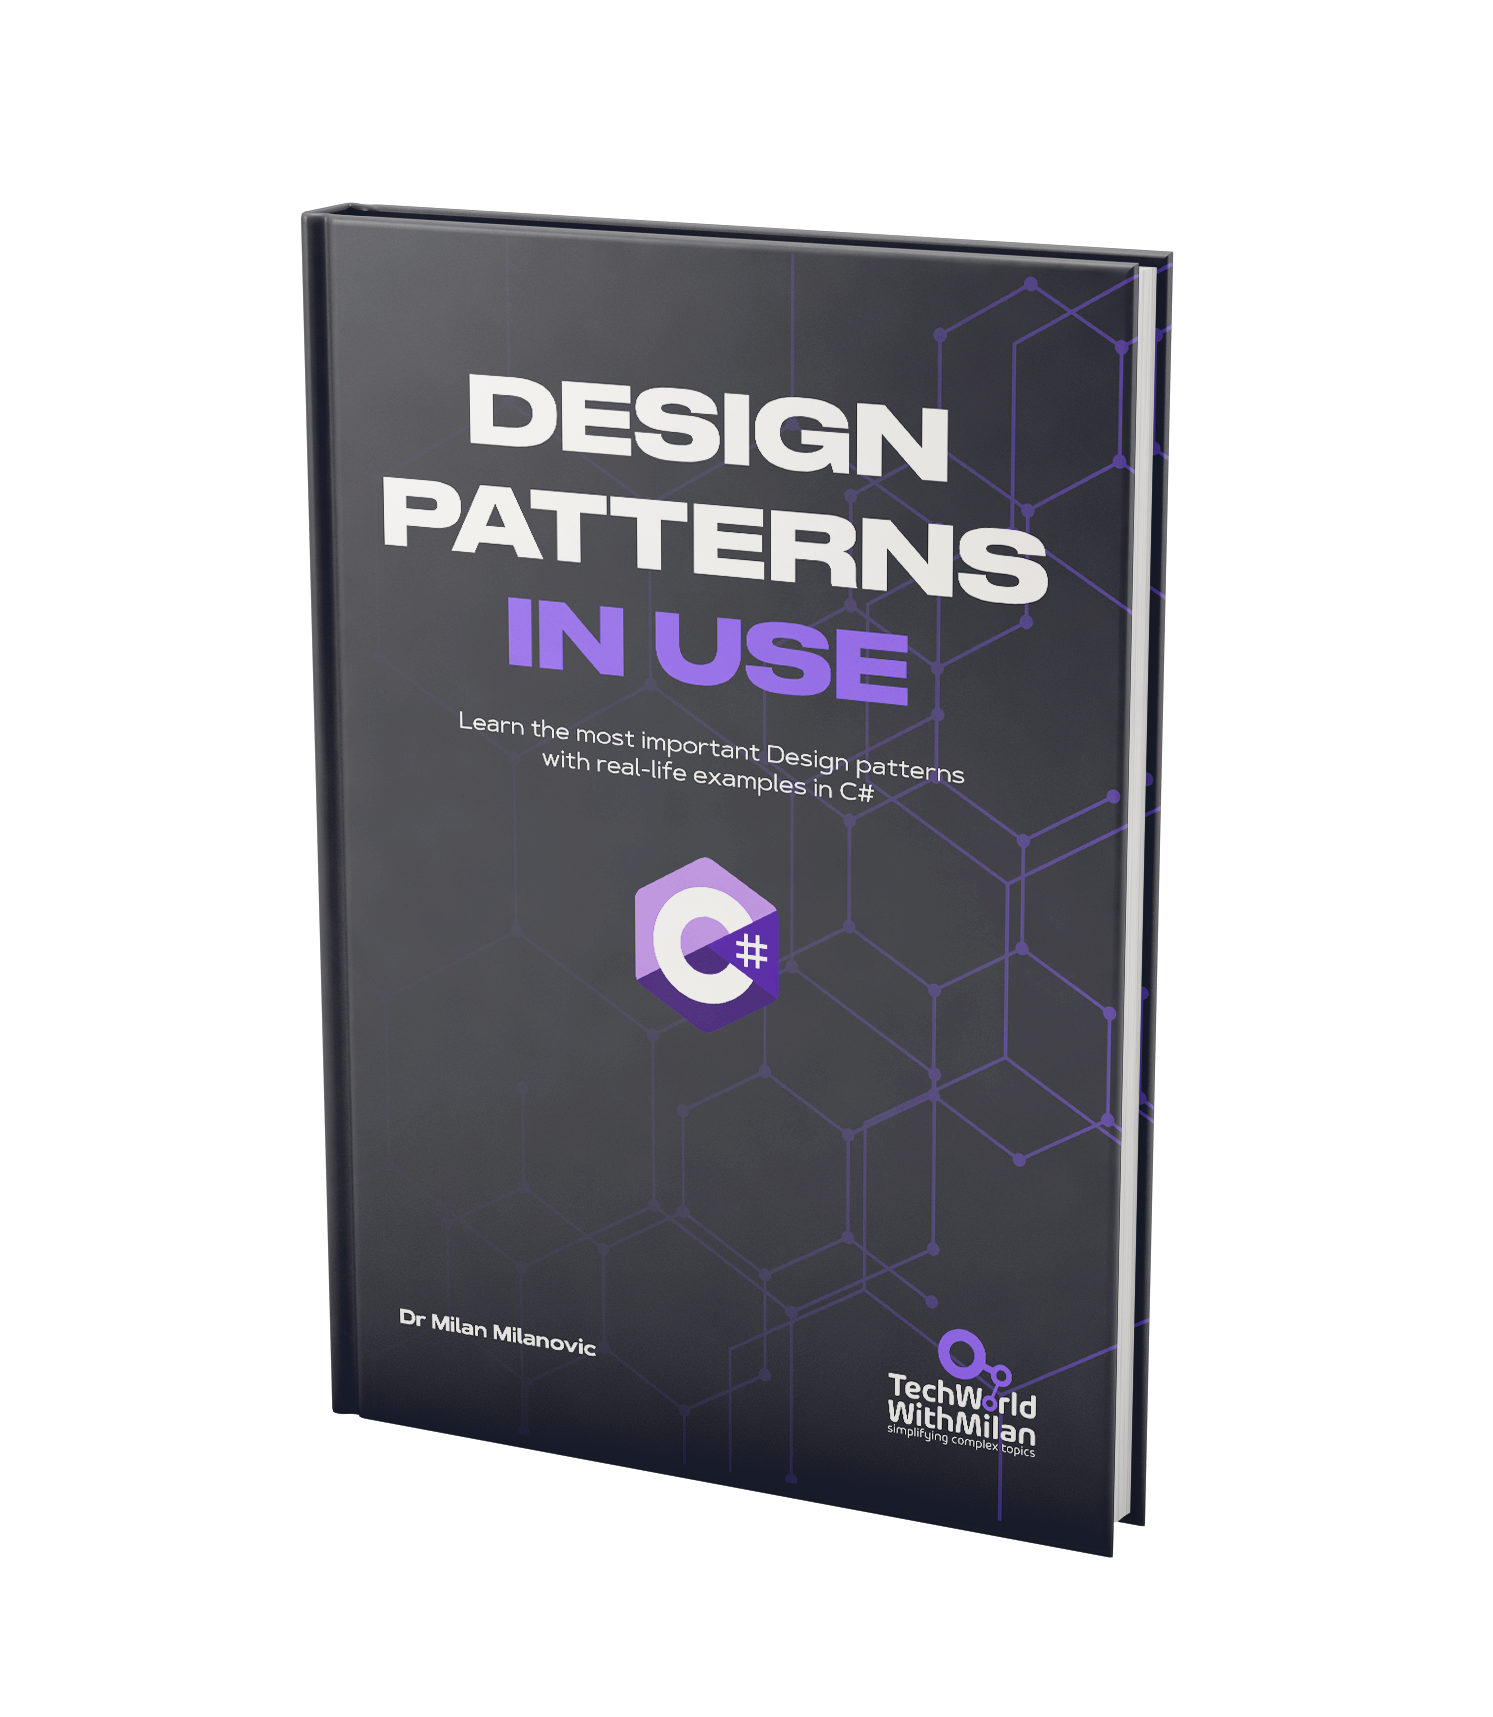 DESIGN
PATTERNS
IN USE
Learn the most important Design patterns
with real-life examples in C#
C#
Dr Milan Milanovic
TechWorld
WithMilan
simplifying complex topics